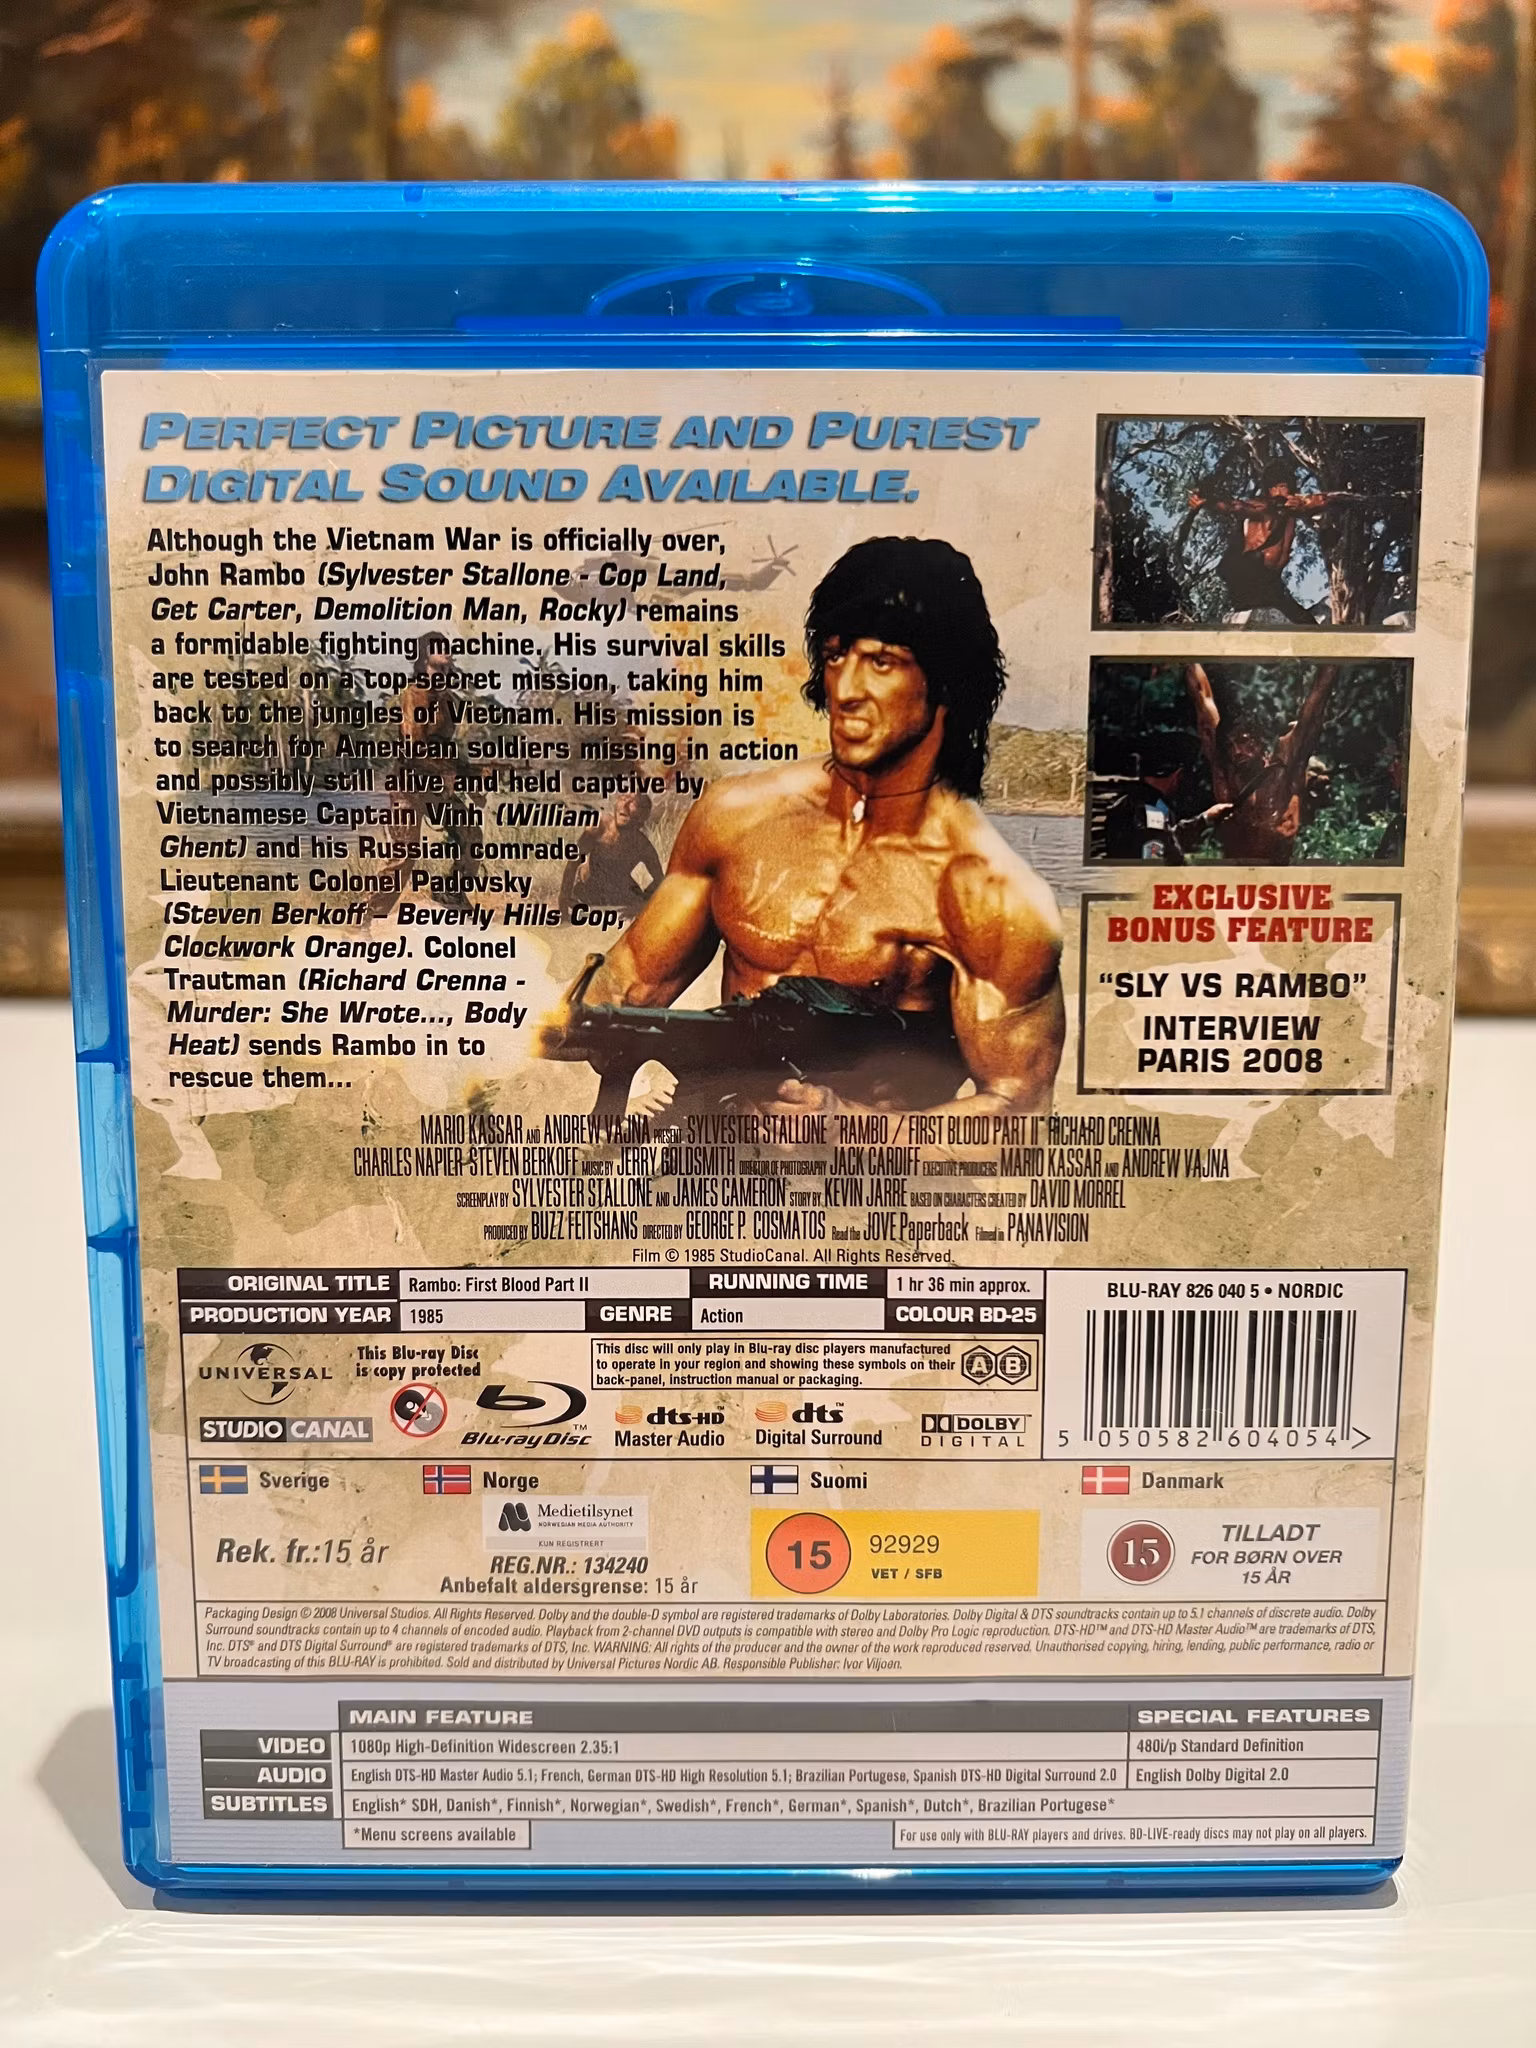 PERFECT PICTURE AND PUREST
DIGITAL SOUND AVAILABLE.
Although the Vietnam War is officially over,
John Rambo (Sylvester Stallone - Cop Land,
Get Carter, Demolition Man, Rocky) remains
a formidable fighting machine. His survival skills
are tested on a top-secret mission, taking him
back to the jungles of Vietnam. His mission is
to search for American soldiers missing in action
and possibly still alive and held captive by
Vietnamese Captain Vinh (William
Ghent) and his Russian comrade,
Lieutenant Colonel Padovsky
(Steven Berkoff – Beverly Hills Cop,
Clockwork Orange). Colonel
Trautman (Richard Crenna -
Murder: She Wrote..., Body
Heat) sends Rambo in to
rescue them...
EXCLUSIVE
BONUS FEATURE
"SLY VS RAMBO"
INTERVIEW
PARIS 2008
MARIO KASSAR AND ANDREW VAJNA PRESENT SYLVESTER STALLONE "RAMBO / FIRST BLOOD PART II" RICHARD CRENNA
CHARLES NAPIER STEVEN BERKOFF MUSIC BY JERRY GOLDSMITH DIRECTOR OF PHOTOGRAPHY JACK CARDIFF EXECUTIVE PRODUCERS MARIO KASSAR AND ANDREW VAJNA
SCREENPLAY BY SYLVESTER STALLONE AND JAMES CAMERON STORY BY KEVIN JARRE BASED ON CHARACTERS CREATED BY DAVID MORREL
PRODUCED BY BUZZ FEITSHANS DIRECTED BY GEORGE P. COSMATOS Read the JOVE Paperback Filmed in PANAVISION
Film © 1985 StudioCanal. All Rights Reserved.
ORIGINAL TITLE Rambo: First Blood Part II RUNNING TIME 1 hr 36 min approx.
PRODUCTION YEAR 1985 GENRE Action COLOUR BD-25
BLU-RAY 826 040 5 • NORDIC
5 050582 604054 >
UNIVERSAL
STUDIO CANAL
This Blu-ray Disc
is copy protected
Blu-ray Disc™
This disc will only play in Blu-ray disc players manufactured
to operate in your region and showing these symbols on their
back-panel, instruction manual or packaging.
A B
dts-HD™
Master Audio
dts™
Digital Surround
DOLBY™
DIGITAL
Sverige
Rek. fr.:15 år
Norge
Medietilsynet
NORWEGIAN MEDIA AUTHORITY
KUN REGISTRERT
REG.NR.: 134240
Anbefalt aldersgrense: 15 år
Suomi
15 92929
VET / SFB
Danmark
15
TILLADT
FOR BØRN OVER
15 ÅR
Packaging Design © 2008 Universal Studios. All Rights Reserved. Dolby and the double-D symbol are registered trademarks of Dolby Laboratories. Dolby Digital & DTS soundtracks contain up to 5.1 channels of discrete audio. Dolby
Surround soundtracks contain up to 4 channels of encoded audio. Playback from 2-channel DVD outputs is compatible with stereo and Dolby Pro Logic reproduction. DTS-HD™ and DTS-HD Master Audio™ are trademarks of DTS,
Inc. DTS® and DTS Digital Surround® are registered trademarks of DTS, Inc. WARNING: All rights of the producer and the owner of the work reproduced reserved. Unauthorised copying, hiring, lending, public performance, radio or
TV broadcasting of this BLU-RAY is prohibited. Sold and distributed by Universal Pictures Nordic AB. Responsible Publisher: Ivor Viljoen.
MAIN FEATURE SPECIAL FEATURES
VIDEO 1080p High-Definition Widescreen 2.35:1 480i/p Standard Definition
AUDIO English DTS-HD Master Audio 5.1; French, German DTS-HD High Resolution 5.1; Brazilian Portugese, Spanish DTS-HD Digital Surround 2.0 English Dolby Digital 2.0
SUBTITLES English* SDH, Danish*, Finnish*, Norwegian*, Swedish*, French*, German*, Spanish*, Dutch*, Brazilian Portugese*
*Menu screens available
For use only with BLU-RAY players and drives. BD-LIVE-ready discs may not play on all players.